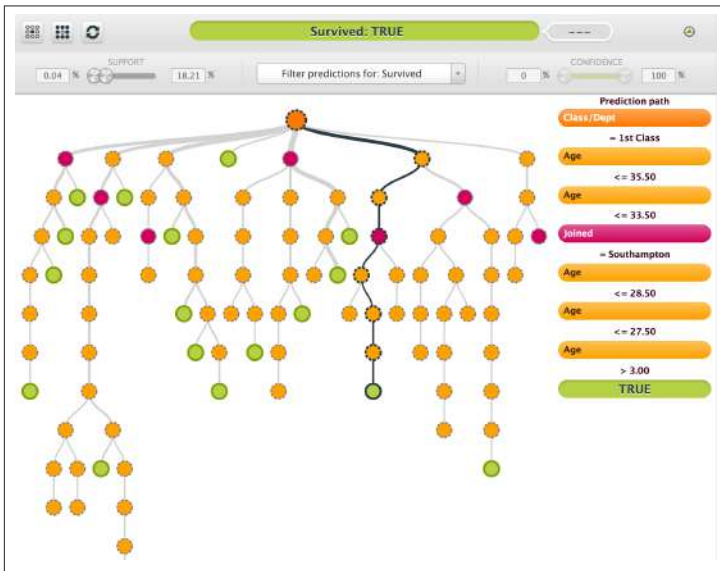 Survived: TRUE
---
SUPPORT
0.04 %
18.21 %
Filter predictions for: Survived
CONFIDENCE
0 %
100 %
Prediction path
Class/Dept
= 1st Class
Age
<= 35.50
Age
<= 33.50
Joined
= Southampton
Age
<= 28.50
Age
<= 27.50
Age
> 3.00
TRUE